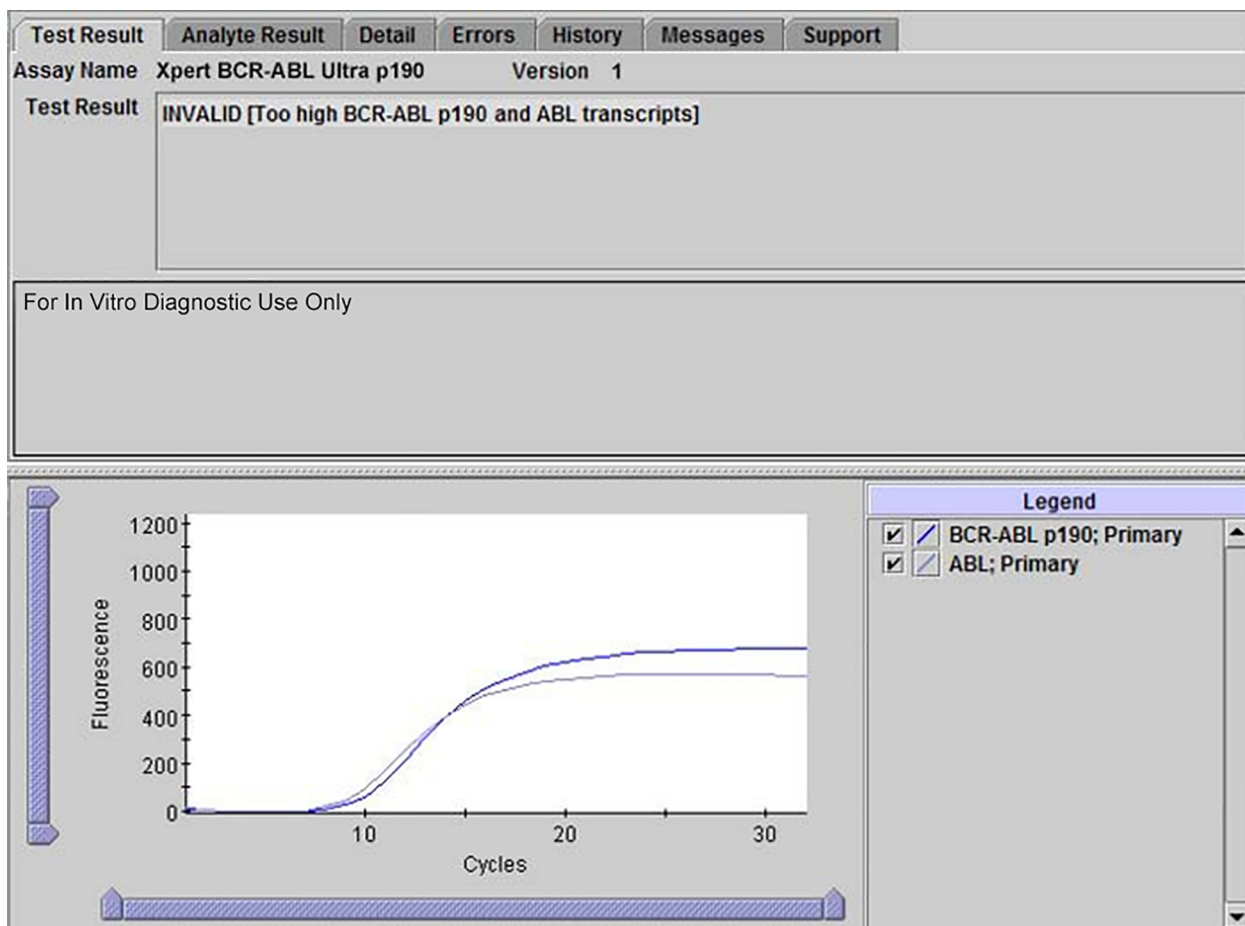 Test Result Analyte Result Detail Errors History Messages Support
Assay Name Xpert BCR-ABL Ultra p190 Version 1
Test Result INVALID [Too high BCR-ABL p190 and ABL transcripts]
For In Vitro Diagnostic Use Only
Legend
BCR-ABL p190; Primary
ABL; Primary
Fluorescence
1200
1000
800
600
400
200
0
10 20 30
Cycles